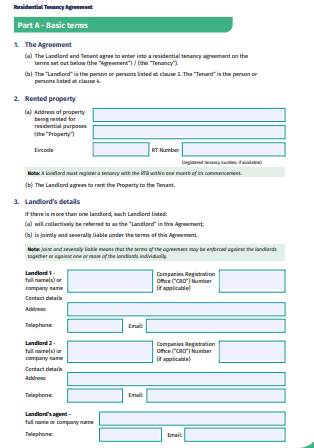 Residential Tenancy Agreement
Part A - Basic terms
1. The Agreement
(a) The Landlord and Tenant agree to enter into a residential tenancy agreement on the
terms set out below (the "Agreement") / (the "Tenancy").
(b) The "Landlord" is the person or persons listed at clause 3. The "Tenant" is the person or
persons listed at clause 4.
2. Rented property
(a) Address of property
being rented for
residential purposes
(the "Property")
Eircode RT Number
(registered tenancy number, if available)
Note: A landlord must register a tenancy with the RTB within one month of its commencement.
(b) The Landlord agrees to rent the Property to the Tenant.
3. Landlord's details
If there is more than one landlord, each Landlord listed:
(a) will collectively be referred to as the "Landlord" in this Agreement;
(b) is jointly and severally liable under the terms of this Agreement.
Note: Joint and severally liable means that the terms of the agreement may be enforced against the landlords
together or against one or more of the landlords individually.
Landlord 1 - Companies Registration
full name(s) or Office ("CRO") Number
company name (if applicable)
Contact details
Address:
Telephone: Email:
Landlord 2 - Companies Registration
full name(s) or Office ("CRO") Number
company name (if applicable)
Contact details
Address:
Telephone: Email:
Landlord's agent –
full name or company name
Telephone: Email: